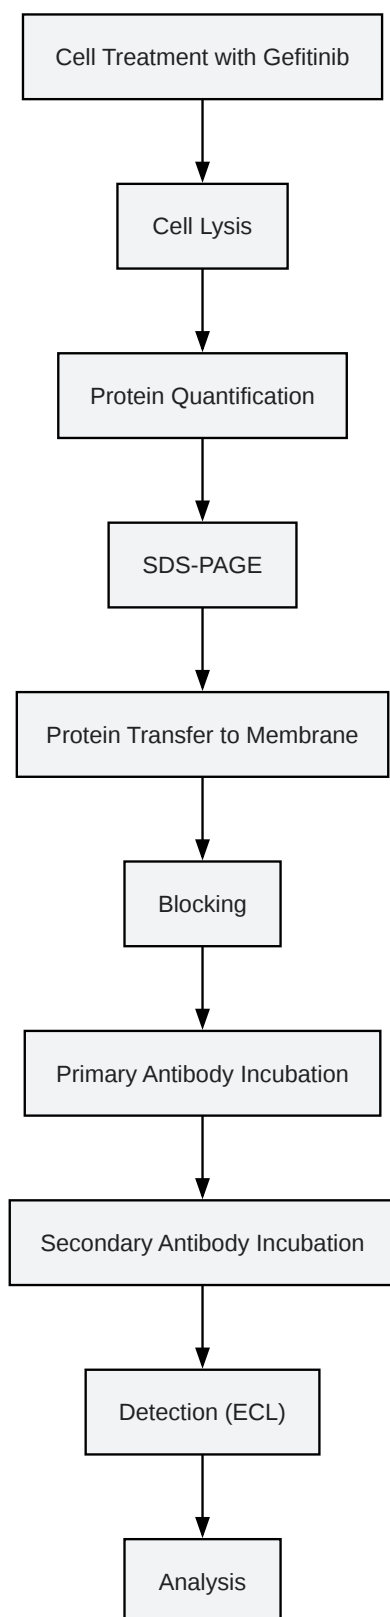 Cell Treatment with Gefitinib
Cell Lysis
Protein Quantification
SDS-PAGE
Protein Transfer to Membrane
Blocking
Primary Antibody Incubation
Secondary Antibody Incubation
Detection (ECL)
Analysis